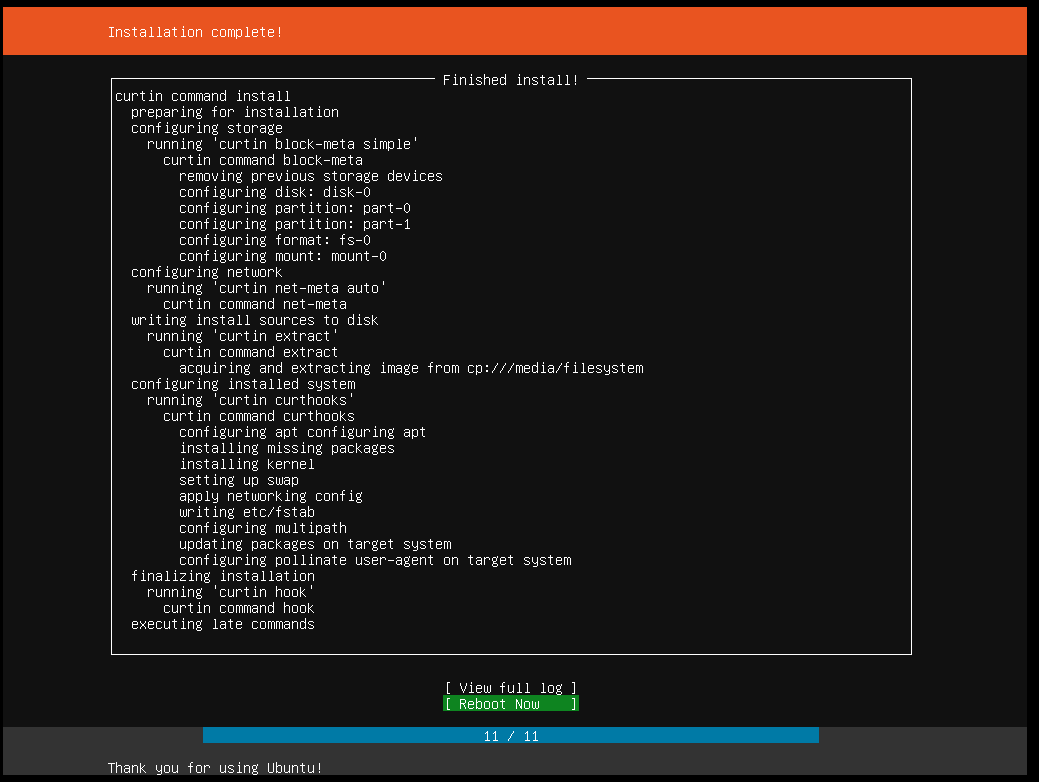 Installation complete!
Finished install!
curtin command install
preparing for installation
configuring storage
running 'curtin block-meta simple'
curtin command block-meta
removing previous storage devices
configuring disk: disk-0
configuring partition: part-0
configuring partition: part-1
configuring format: fs-0
configuring mount: mount-0
configuring network
running 'curtin net-meta auto'
curtin command net-meta
writing install sources to disk
running 'curtin extract'
curtin command extract
acquiring and extracting image from cp:///media/filesystem
configuring installed system
running 'curtin curthooks'
curtin command curthooks
configuring apt configuring apt
installing missing packages
installing kernel
setting up swap
apply networking config
writing etc/fstab
configuring multipath
updating packages on target system
configuring pollinate user-agent on target system
finalizing installation
running 'curtin hook'
curtin command hook
executing late commands
[ View full log ]
[ Reboot Now ]
11 / 11
Thank you for using Ubuntu!